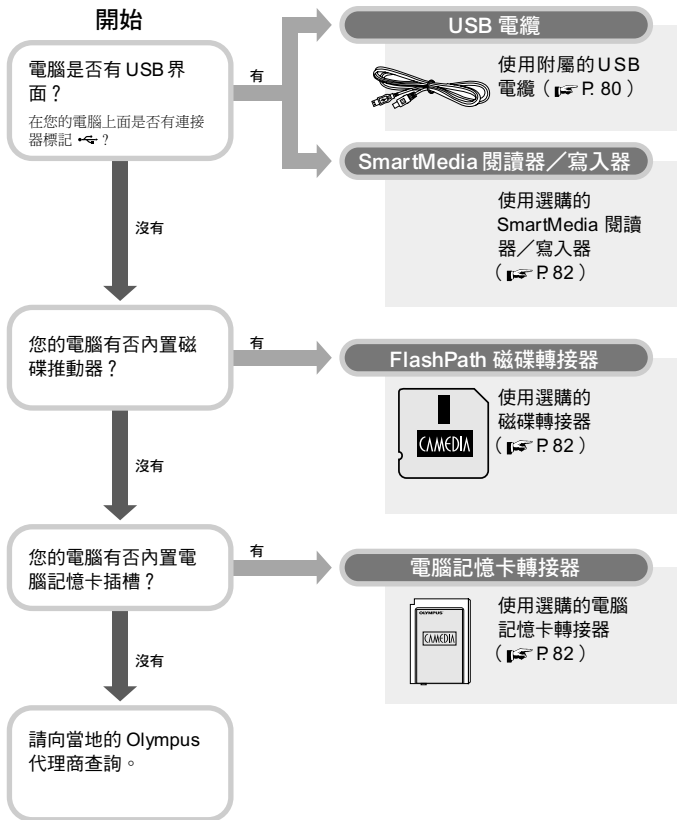 開始
電腦是否有 USB 界
面？
在您的電腦上面是否有連接
器標記 ？
有
USB 電纜
使用附屬的USB
電纜（ P. 80 ）
SmartMedia 閱讀器／寫入器
使用選購的
SmartMedia 閱讀
器／寫入器
（ P. 82 ）
沒有
您的電腦有否內置磁
碟推動器？
有
FlashPath 磁碟轉接器
CAMEDIA
使用選購的
磁碟轉接器
（ P. 82 ）
沒有
您的電腦有否內置電
腦記憶卡插槽？
有
電腦記憶卡轉接器
OLYMPUS
CAMEDIA
使用選購的電腦
記憶卡轉接器
（ P. 82 ）
沒有
請向當地的 Olympus
代理商查詢。